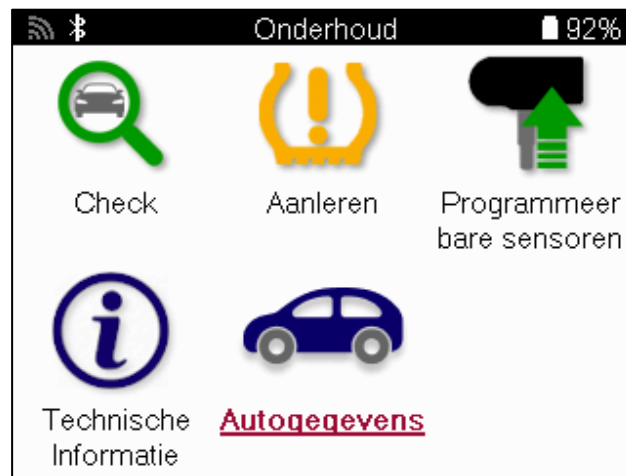 Onderhoud 92%
Check Aanleren Programmeer
bare sensoren
Technische Autogegevens
Informatie